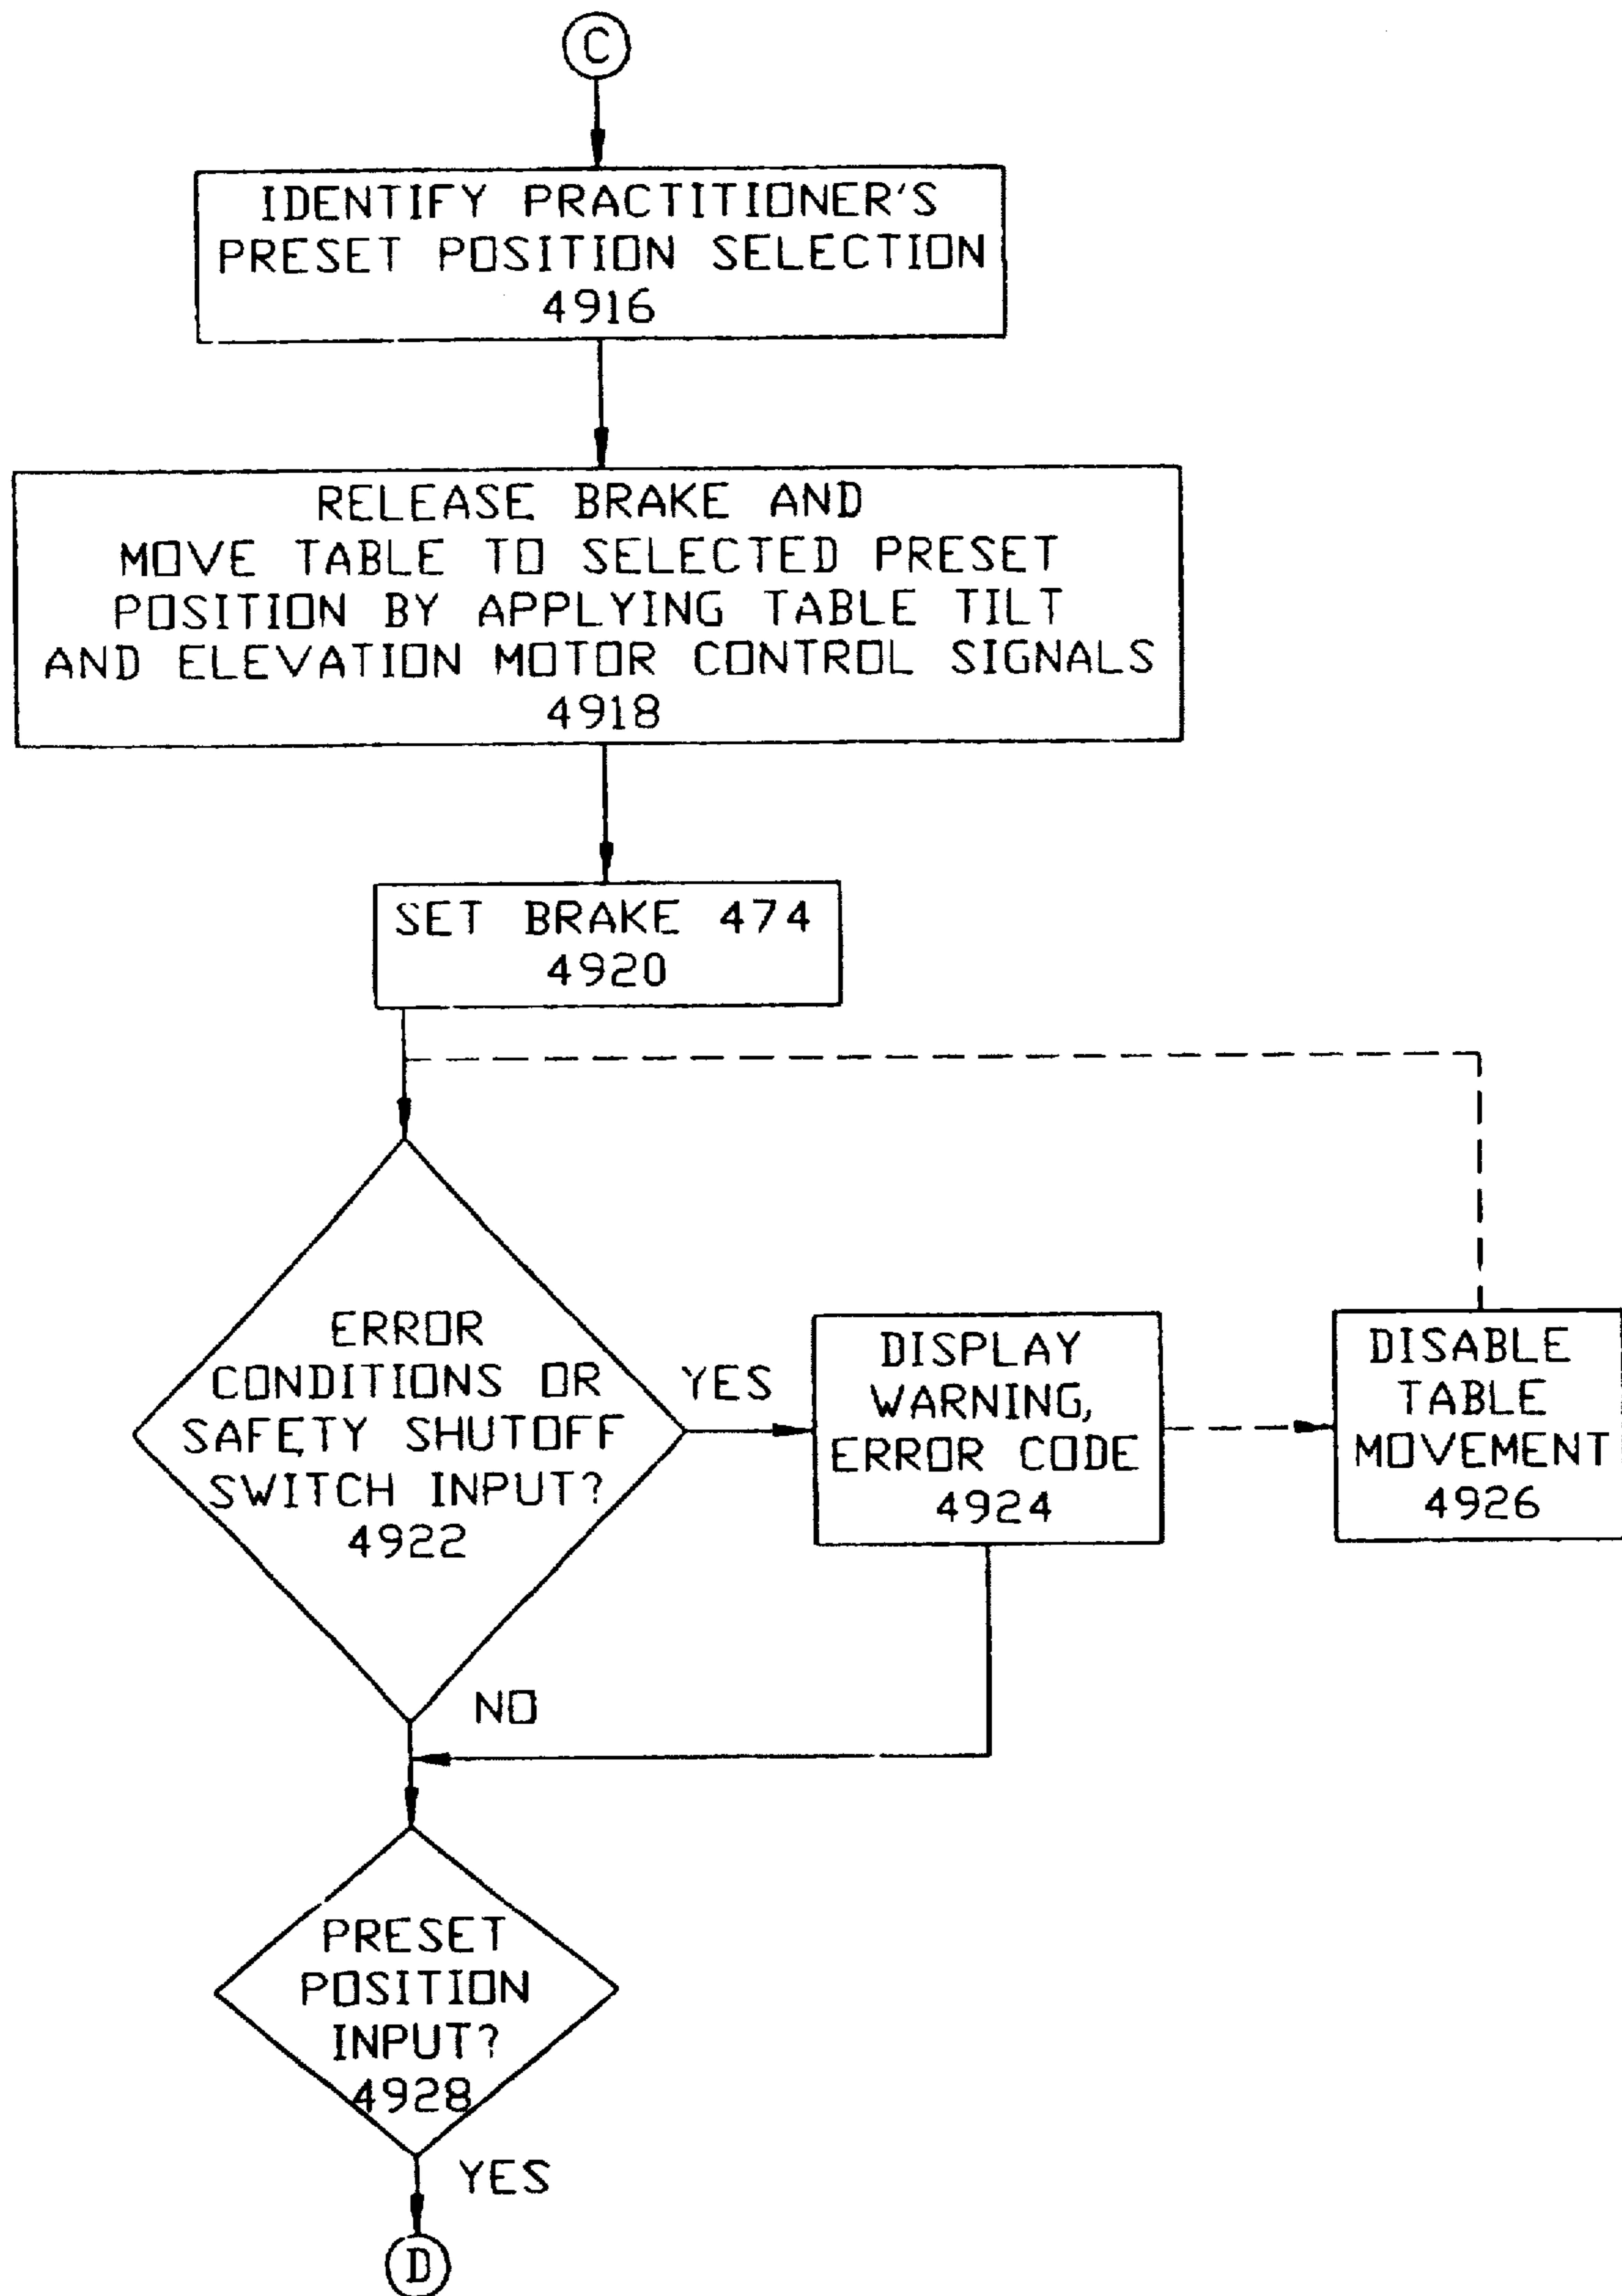 C
IDENTIFY PRACTITIONER'S
PRESET POSITION SELECTION
4916
RELEASE BRAKE AND
MOVE TABLE TO SELECTED PRESET
POSITION BY APPLYING TABLE TILT
AND ELEVATION MOTOR CONTROL SIGNALS
4918
SET BRAKE 474
4920
ERROR
CONDITIONS OR
SAFETY SHUTOFF
SWITCH INPUT?
4922
YES
DISPLAY
WARNING,
ERROR CODE
4924
DISABLE
TABLE
MOVEMENT
4926
NO
PRESET
POSITION
INPUT?
4928
YES
D